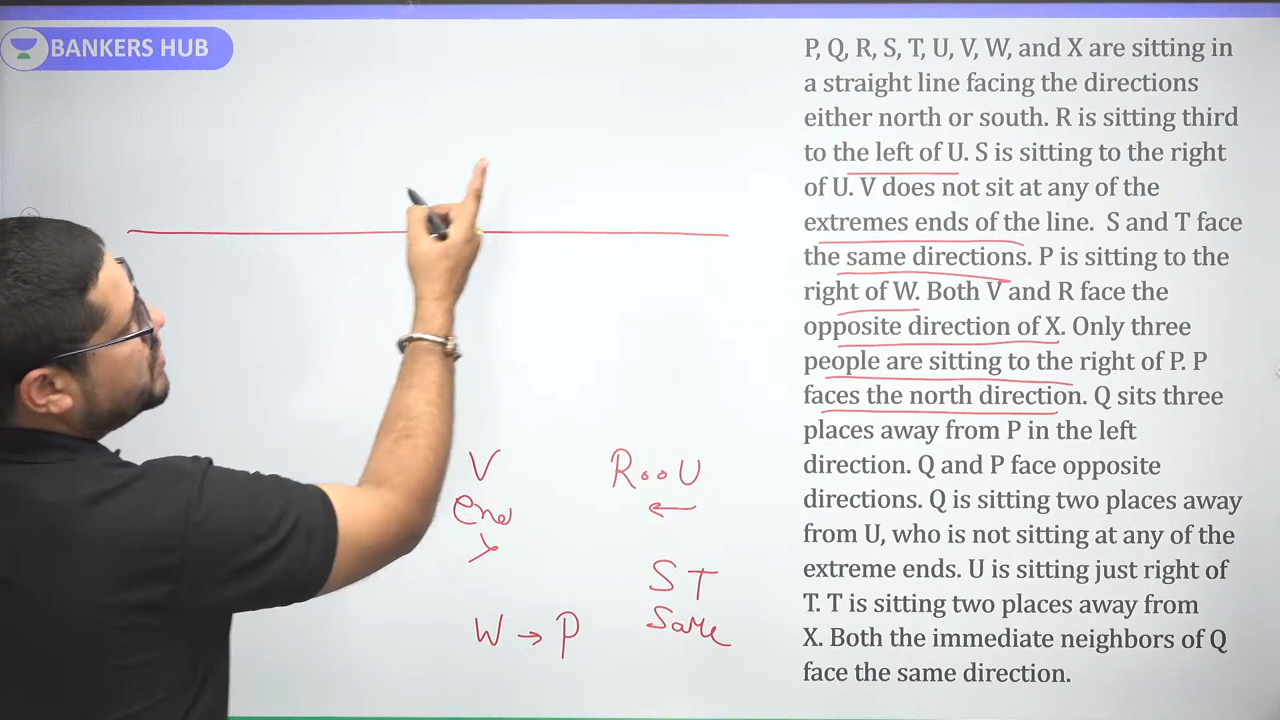 BANKERS HUB
P, Q, R, S, T, U, V, W, and X are sitting in
a straight line facing the directions
either north or south. R is sitting third
to the left of U. S is sitting to the right
of U. V does not sit at any of the
extremes ends of the line. S and T face
the same directions. P is sitting to the
right of W. Both V and R face the
opposite direction of X. Only three
people are sitting to the right of P. P
faces the north direction. Q sits three
places away from P in the left
direction. Q and P face opposite
directions. Q is sitting two places away
from U, who is not sitting at any of the
extreme ends. U is sitting just right of
T. T is sitting two places away from
X. Both the immediate neighbors of Q
face the same direction.
V
end
R o o U
←
S T
Same
W → P